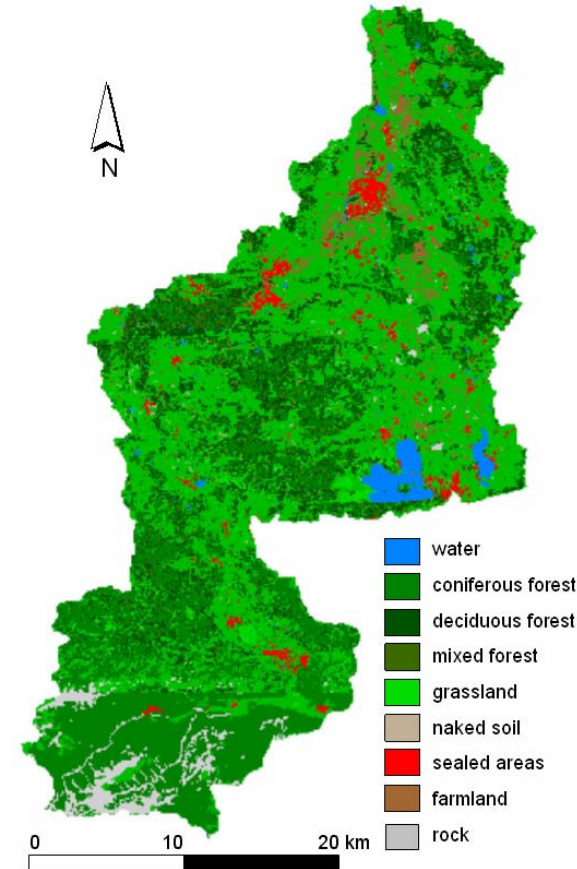 N
water
coniferous forest
deciduous forest
mixed forest
grassland
naked soil
sealed areas
farmland
rock
0 10 20 km